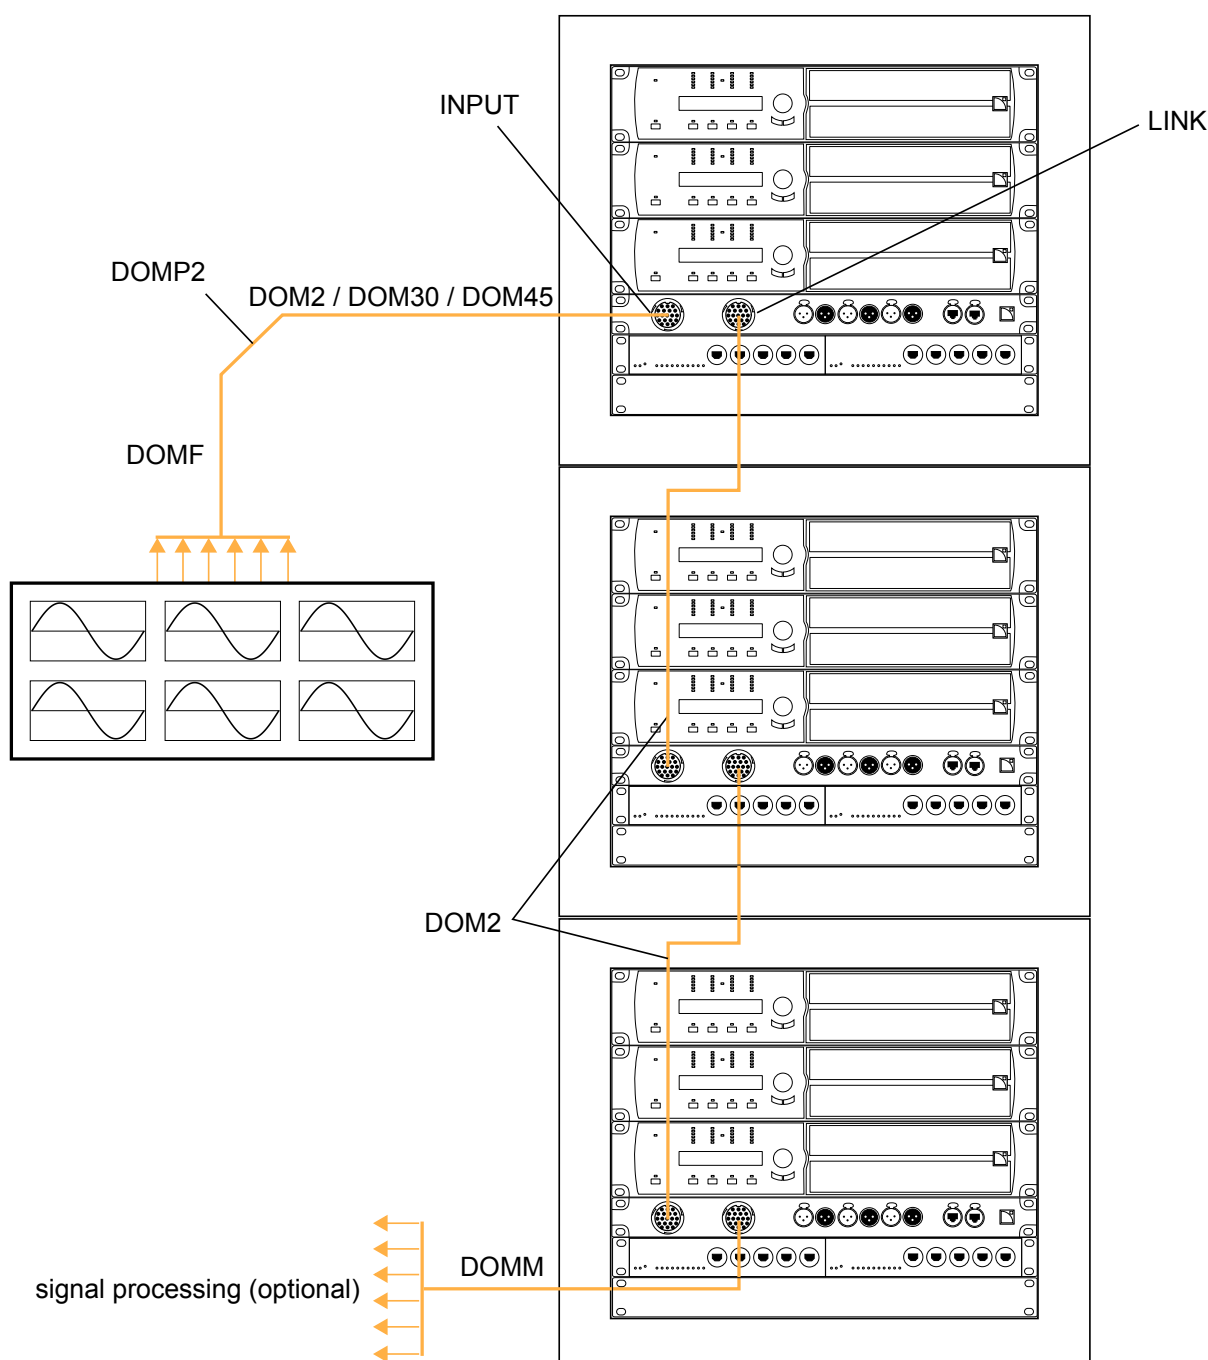 INPUT
LINK
DOMP2
DOM2 / DOM30 / DOM45
DOMF
DOM2
DOMM
signal processing (optional)